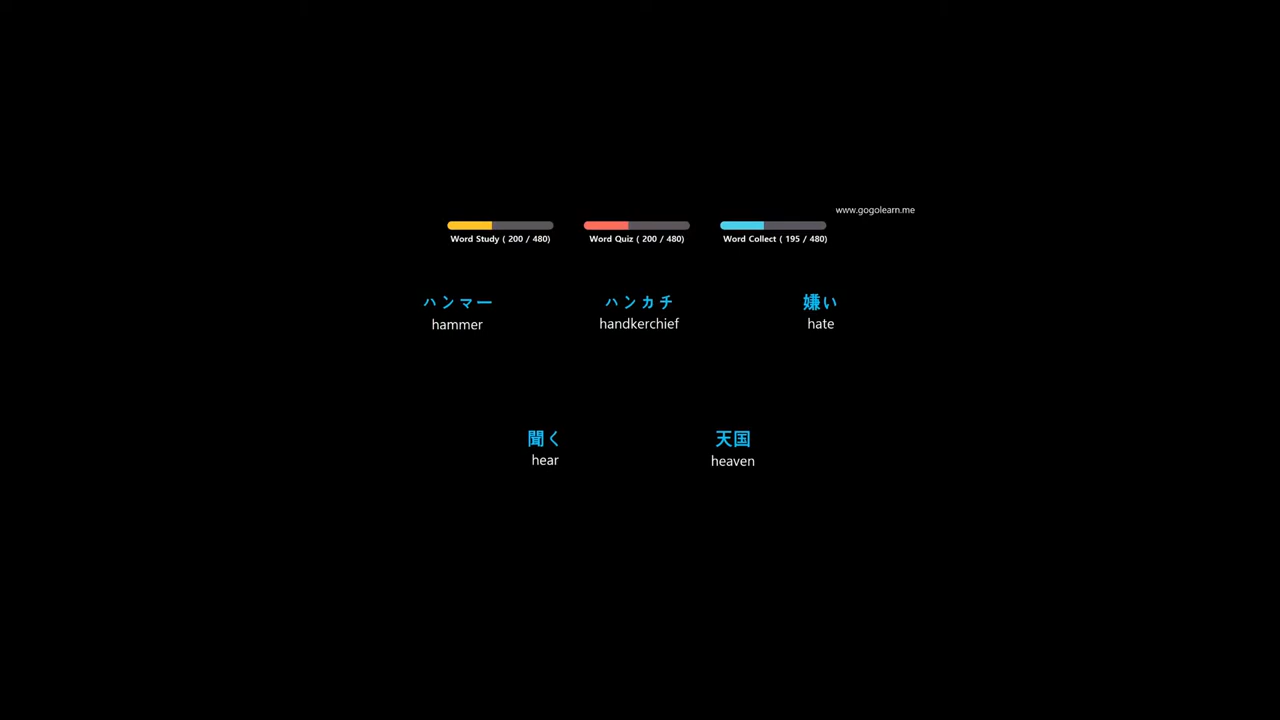 www.gogolearn.me
Word Study ( 200 / 480)
Word Quiz ( 200 / 480)
Word Collect ( 195 / 480)
ハンマー
hammer
ハンカチ
handkerchief
嫌い
hate
聞く
hear
天国
heaven